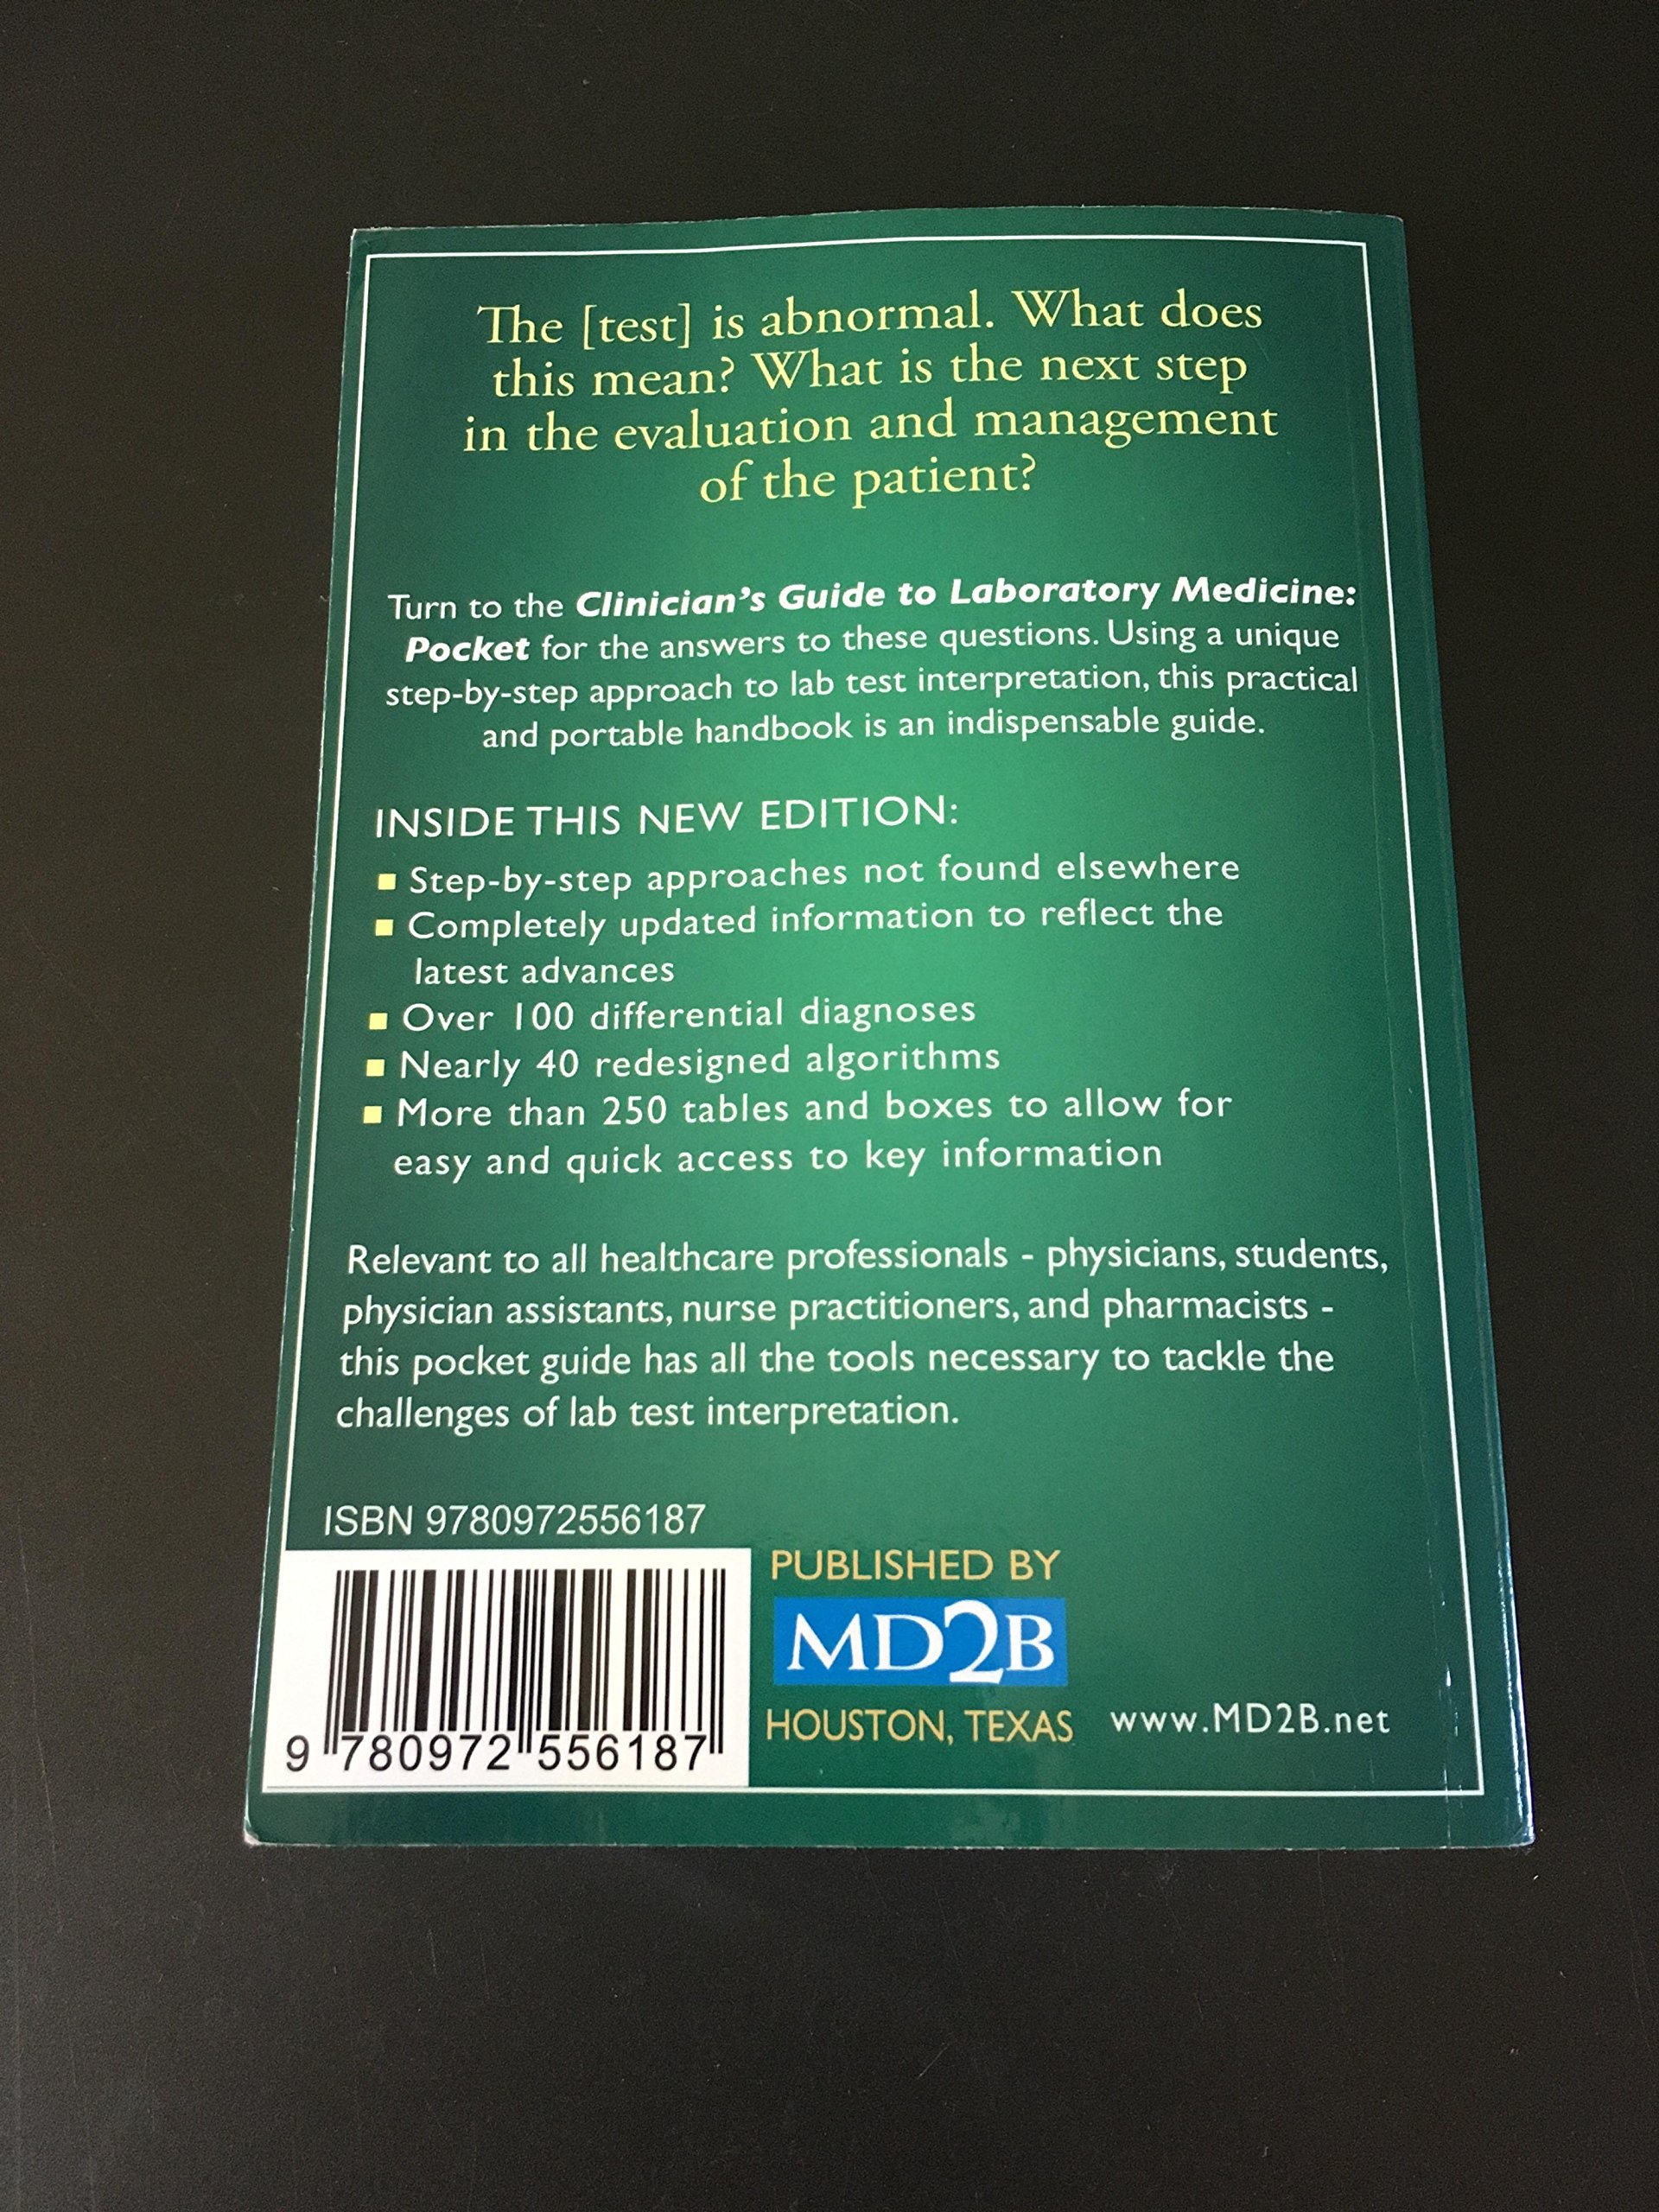 The [test] is abnormal. What does
this mean? What is the next step
in the evaluation and management
of the patient?
Turn to the Clinician's Guide to Laboratory Medicine:
Pocket for the answers to these questions. Using a unique
step-by-step approach to lab test interpretation, this practical
and portable handbook is an indispensable guide.
INSIDE THIS NEW EDITION:
■ Step-by-step approaches not found elsewhere
■ Completely updated information to reflect the
latest advances
■ Over 100 differential diagnoses
■ Nearly 40 redesigned algorithms
■ More than 250 tables and boxes to allow for
easy and quick access to key information
Relevant to all healthcare professionals - physicians, students,
physician assistants, nurse practitioners, and pharmacists -
this pocket guide has all the tools necessary to tackle the
challenges of lab test interpretation.
ISBN 9780972556187
9 780972 556187
PUBLISHED BY
MD2B
HOUSTON, TEXAS www.MD2B.net